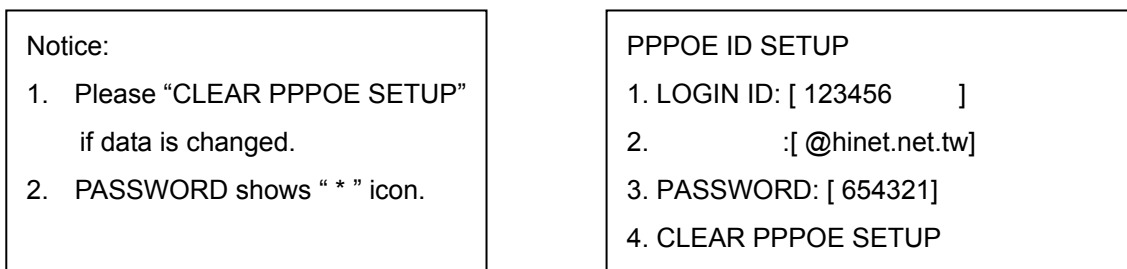 Notice:
1. Please “CLEAR PPPOE SETUP”
if data is changed.
2. PASSWORD shows “ * ” icon.
PPPOE ID SETUP
1. LOGIN ID: [ 123456 ]
2. :[ @hinet.net.tw]
3. PASSWORD: [ 654321]
4. CLEAR PPPOE SETUP